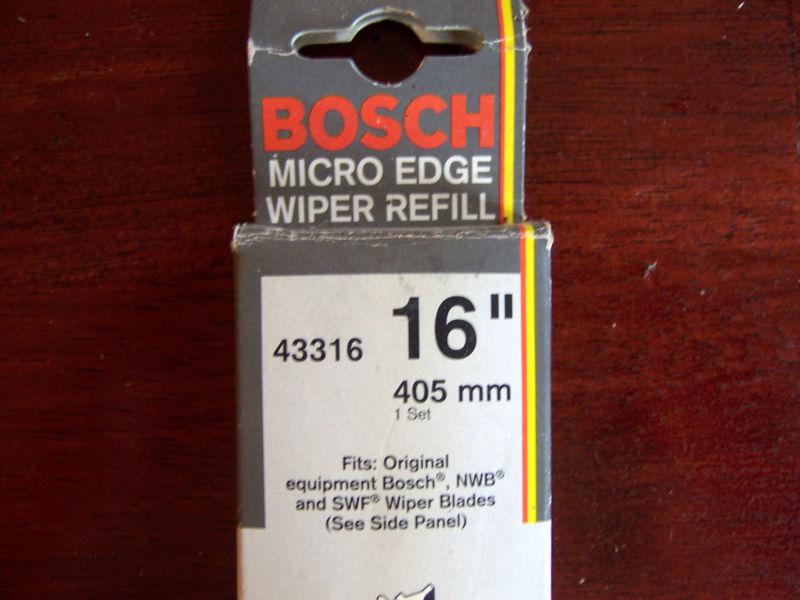 BOSCH
MICRO EDGE
WIPER REFILL
16"
43316
405 mm
1 Set
Fits: Original
equipment Bosch®, NWB®
and SWF® Wiper Blades
(See Side Panel)